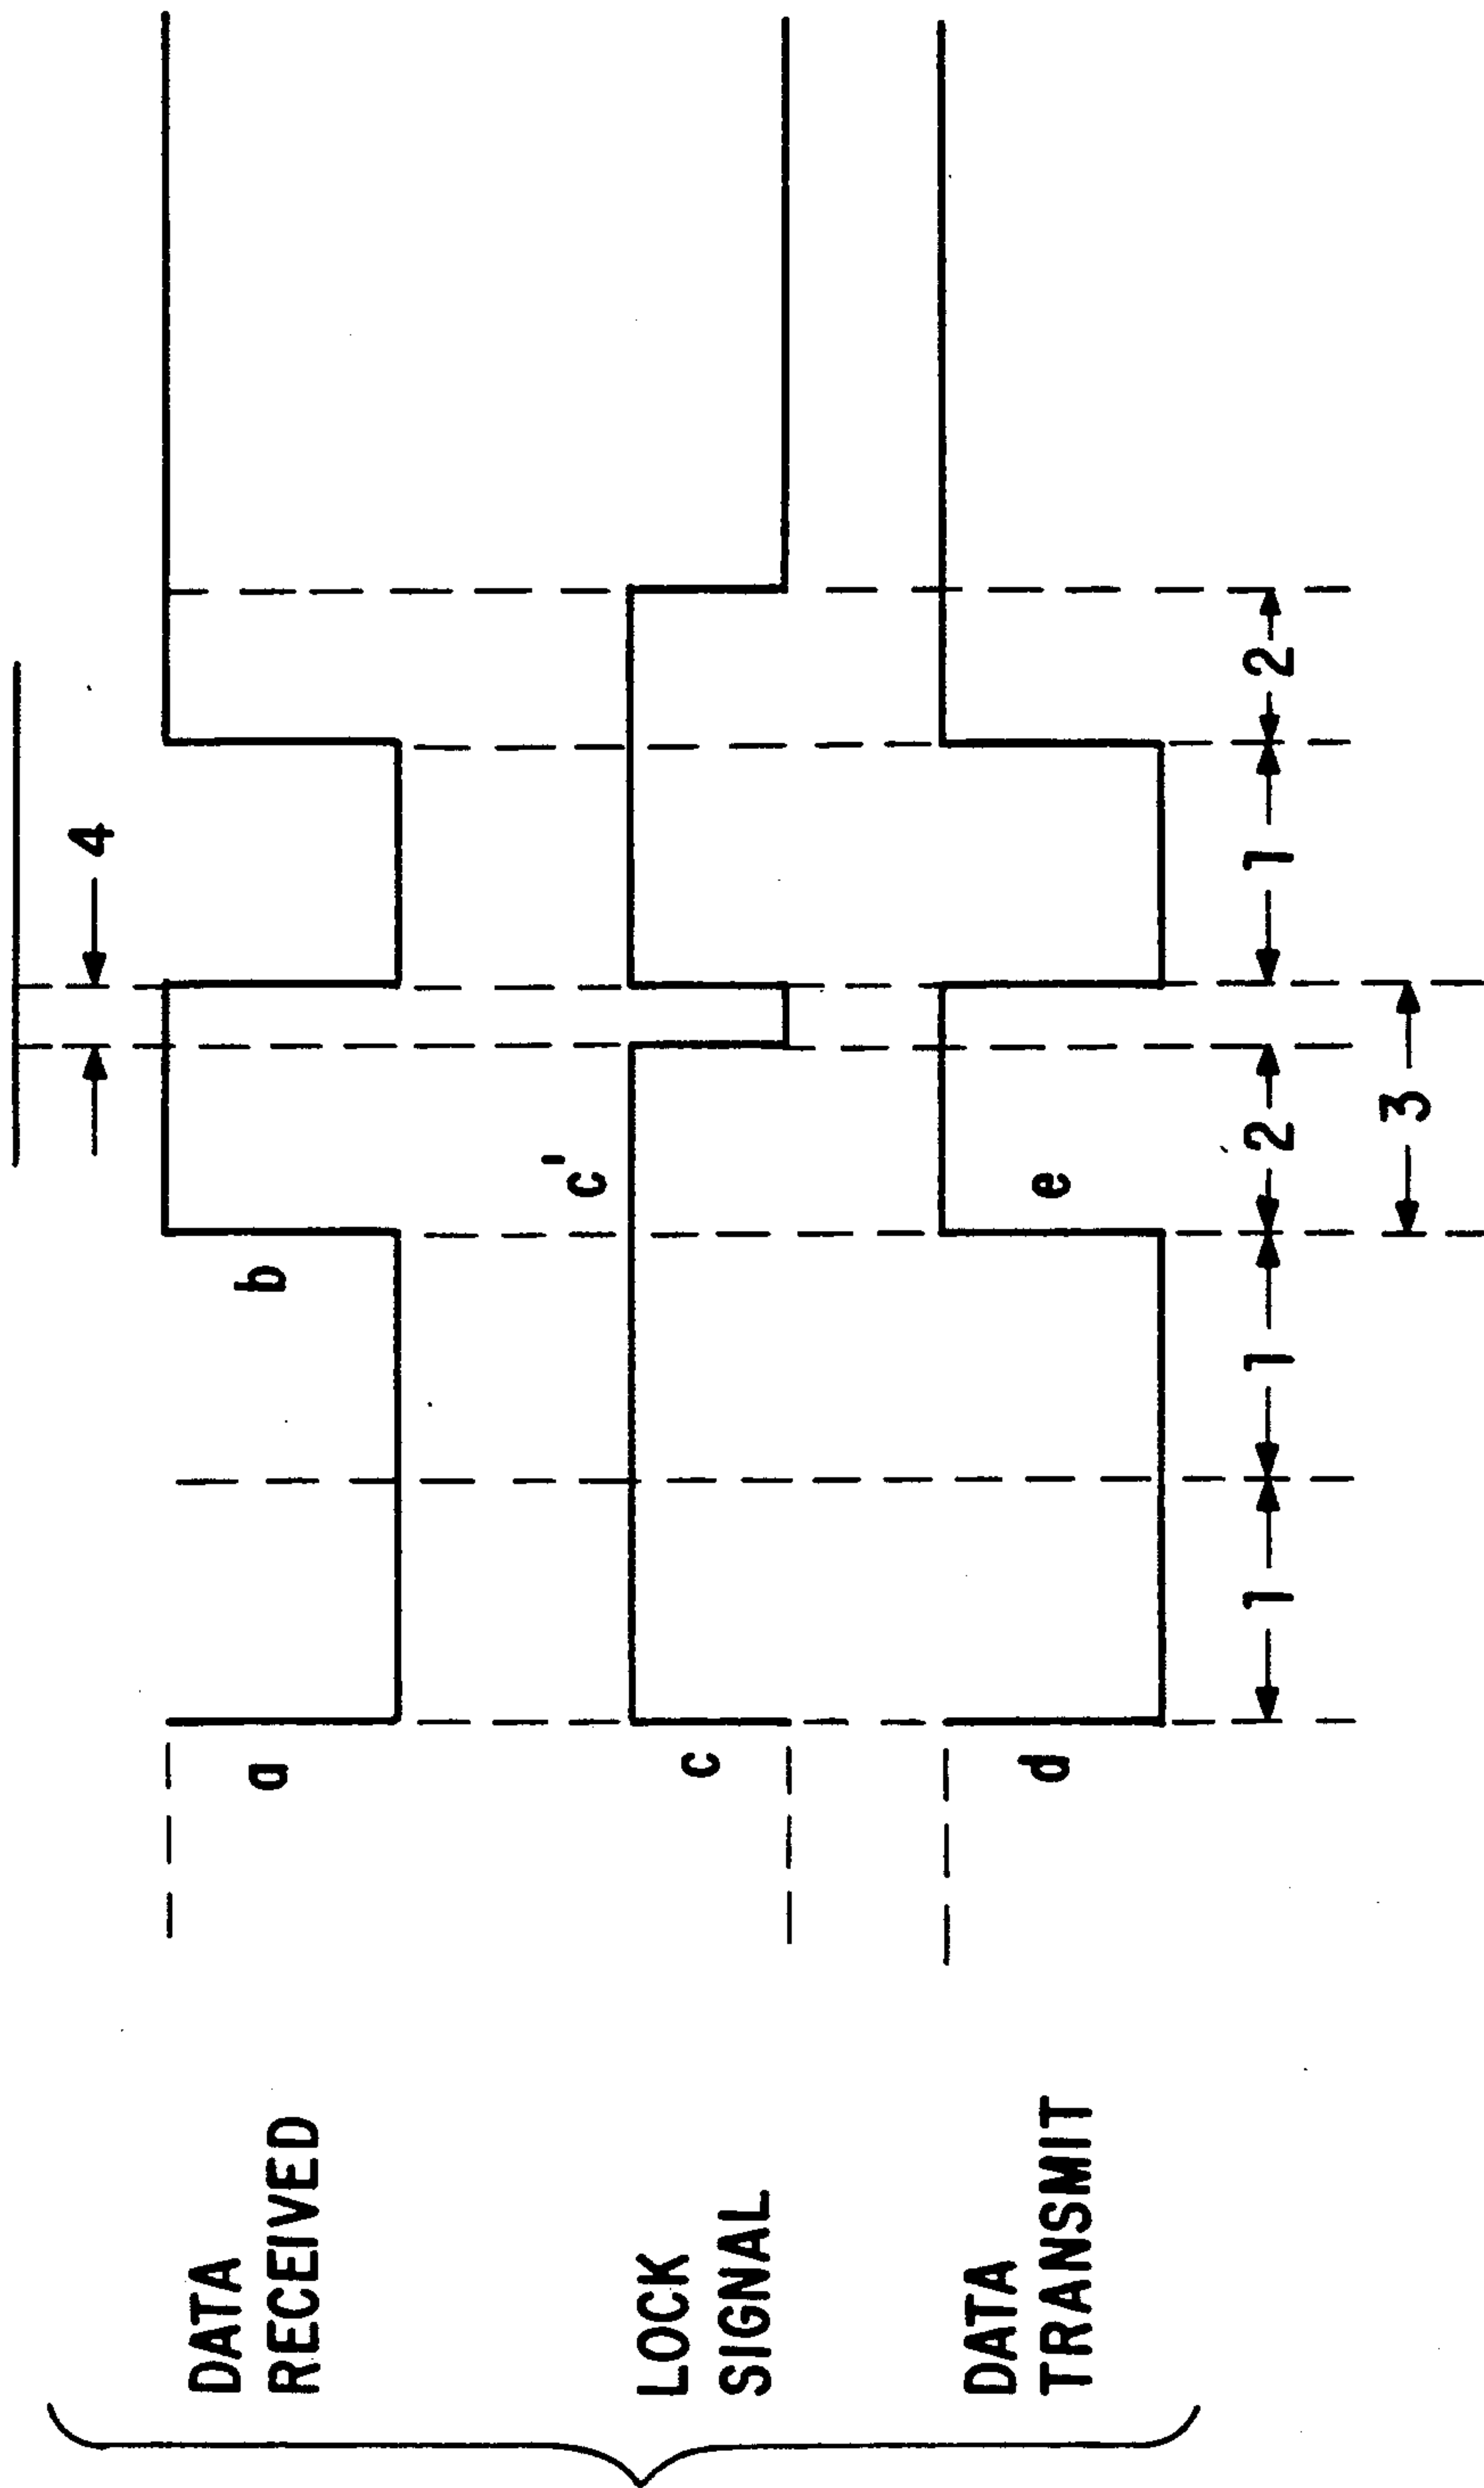 4
DATA
RECEIVED
a
b
LOCK
SIGNAL
c
c'
DATA
TRANSMIT
d
e
1 1 2 1 2
3